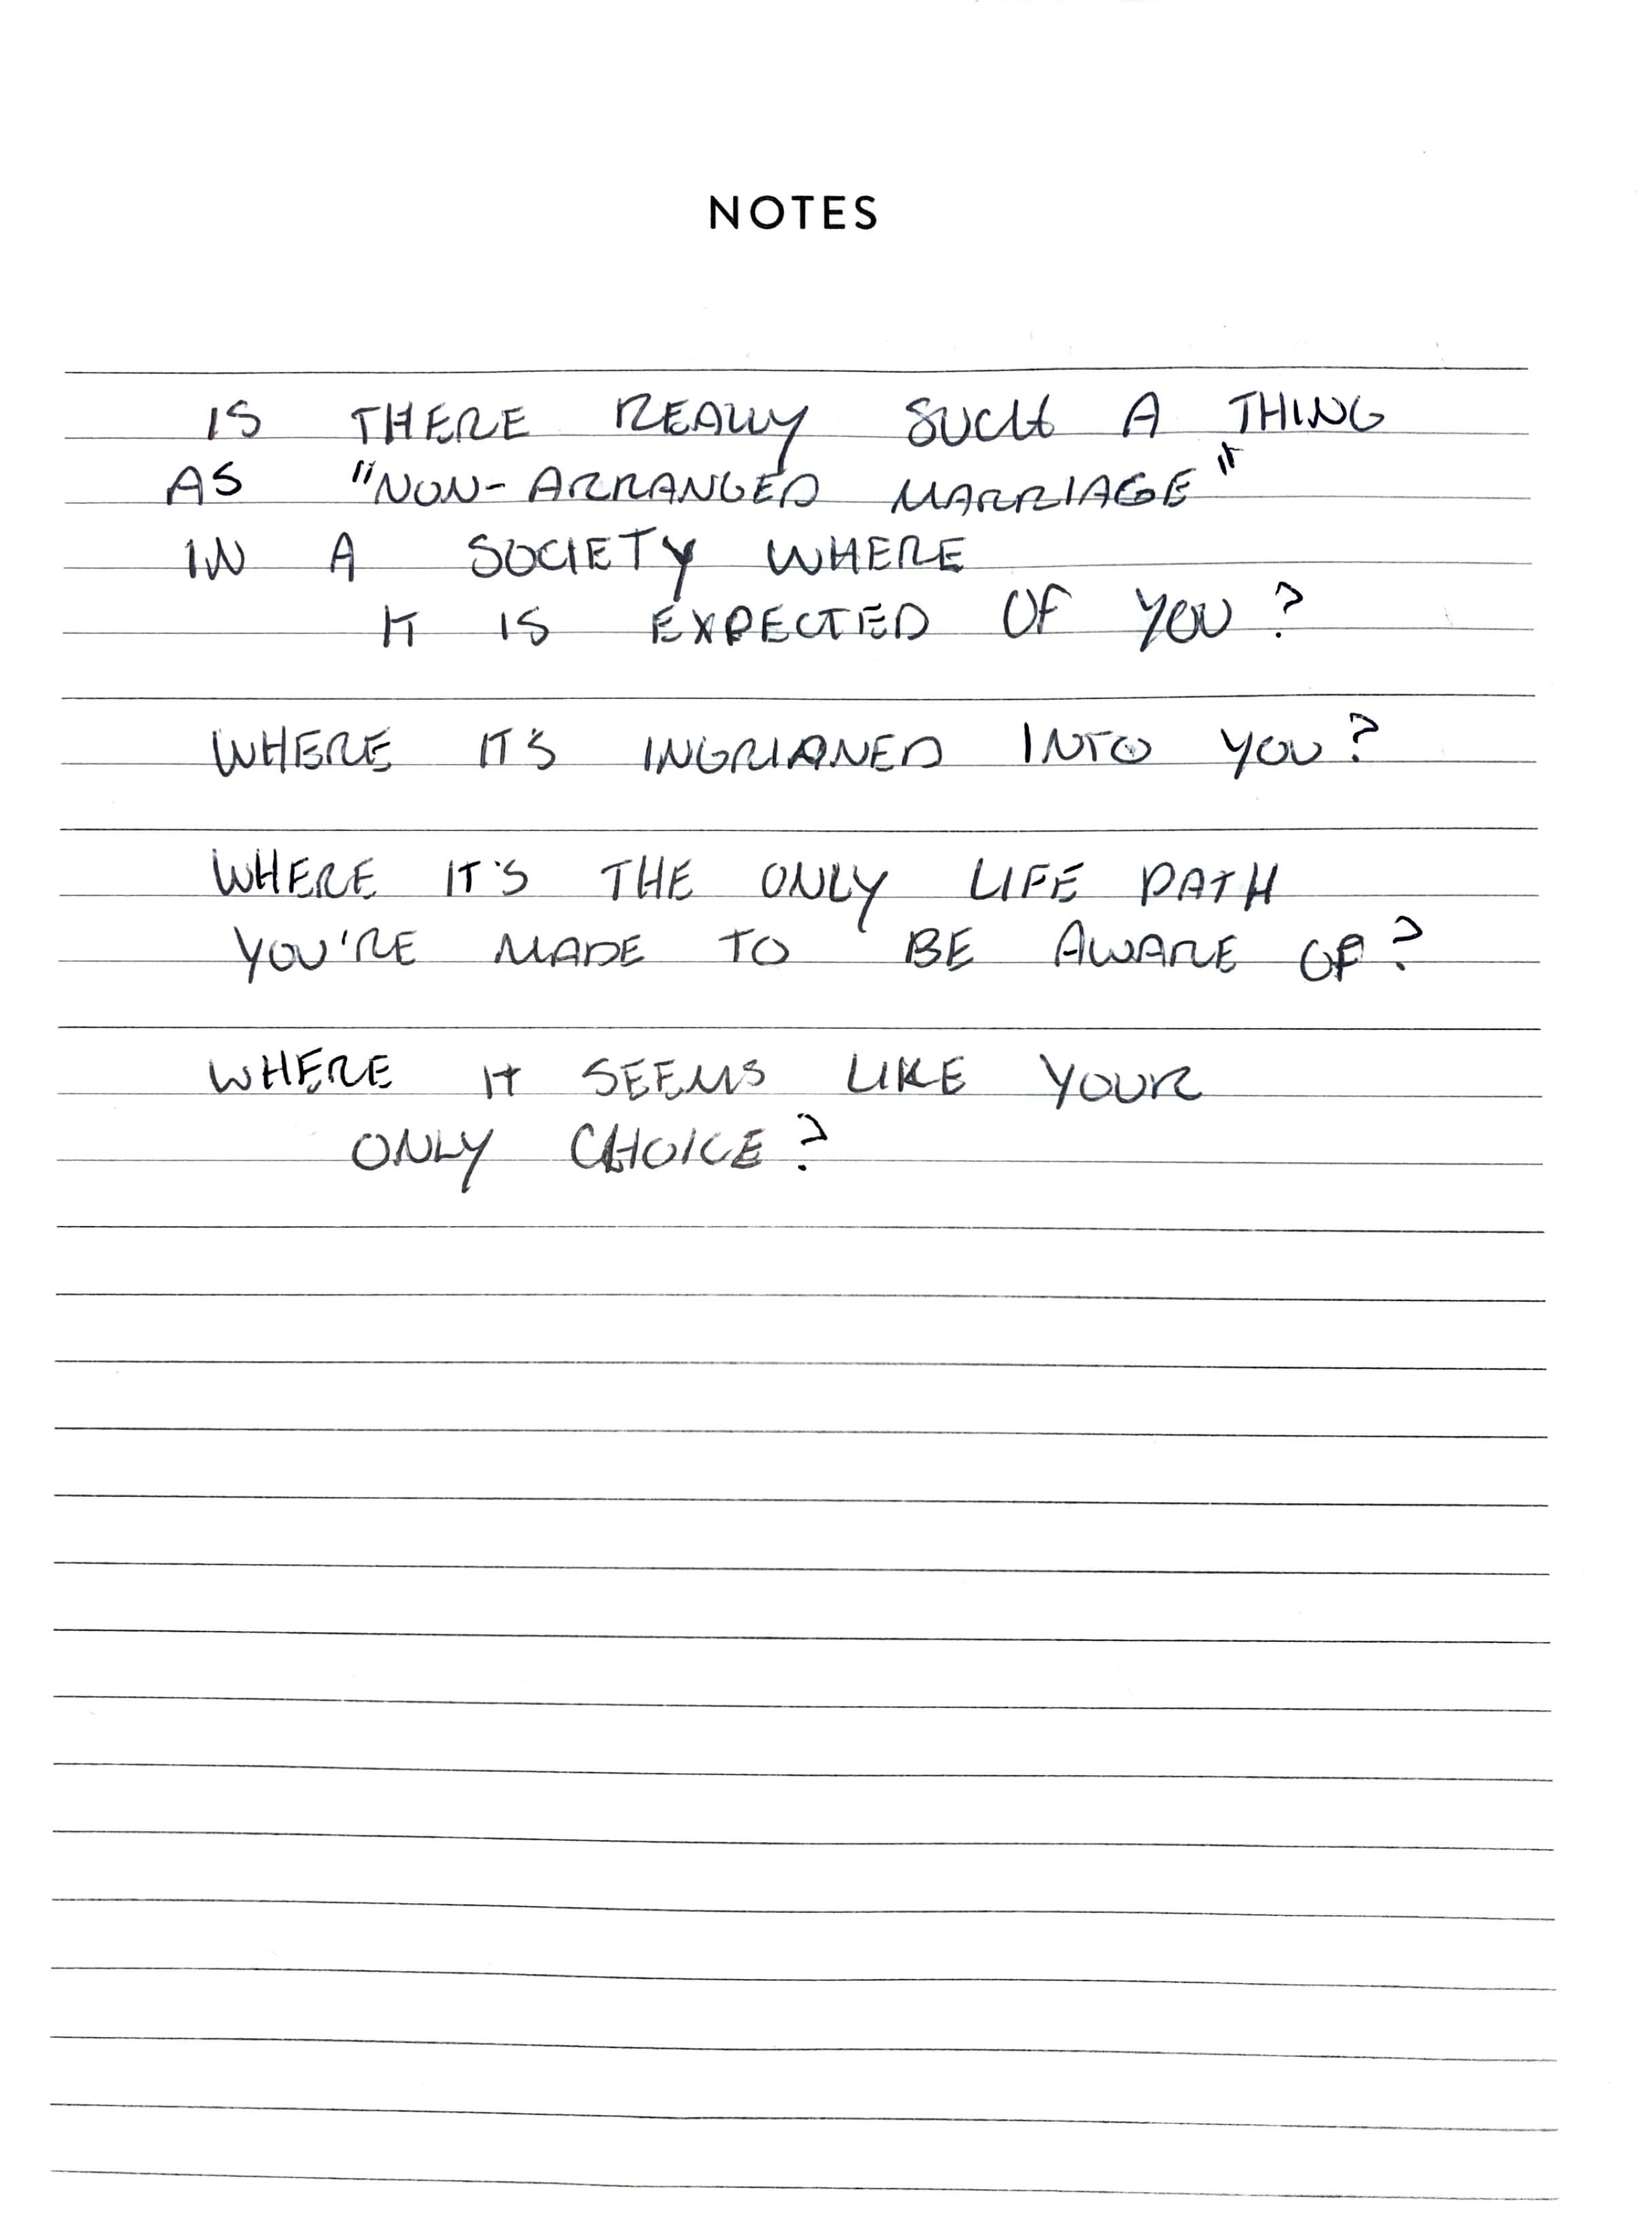 NOTES
IS THERE REALLY SUCH A THING
AS "NON-ARRANGED MARRIAGE"
IN A SOCIETY WHERE
IT IS EXPECTED OF YOU?
WHERE IT'S INGRIANED INTO YOU?
WHERE IT'S THE ONLY LIFE PATH
YOU'RE MADE TO BE AWARE OF?
WHERE IT SEEMS LIKE YOUR
ONLY CHOICE?